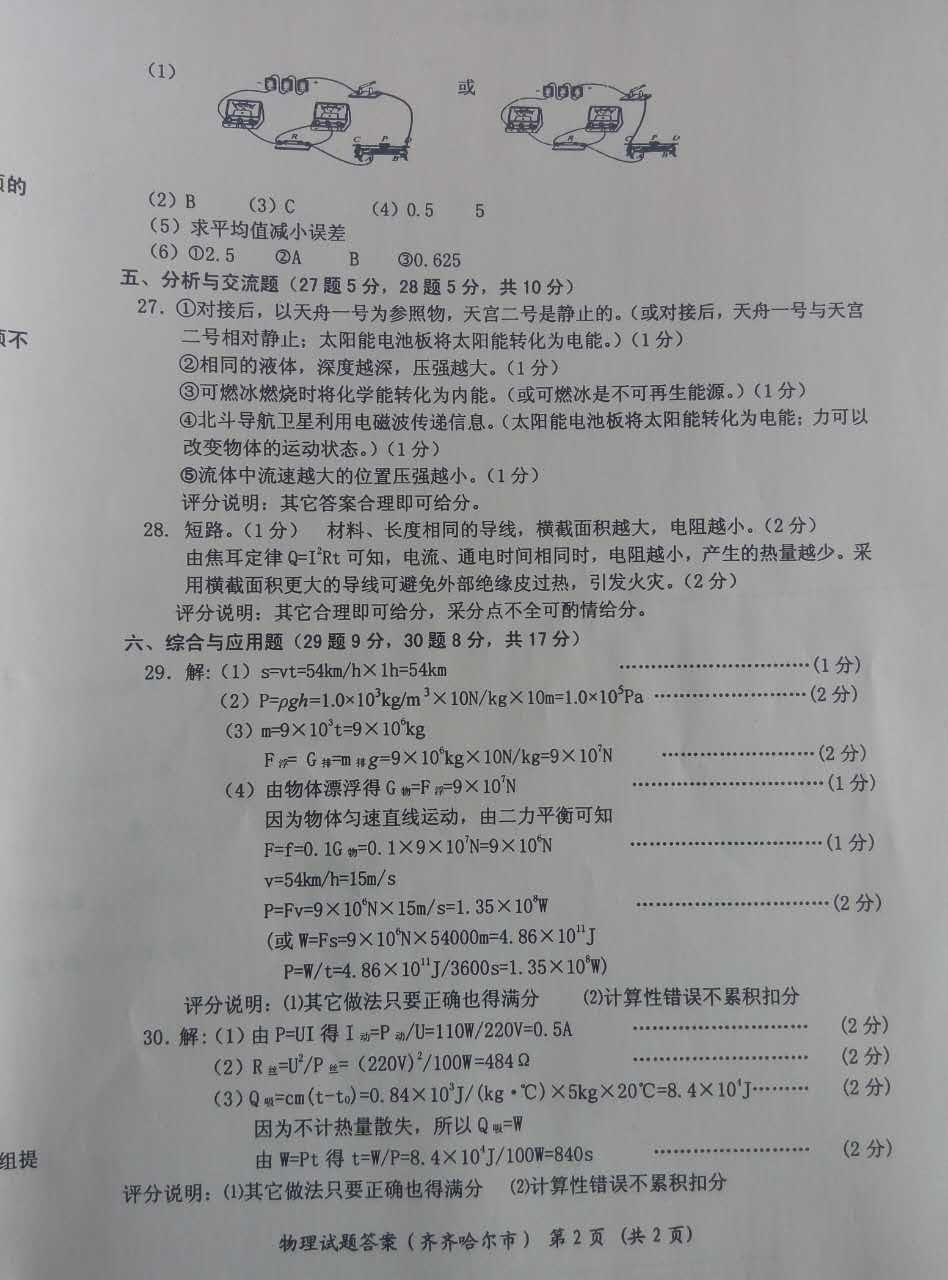 (1)
或
项的
(2) B (3) C (4) 0.5 5
(5) 求平均值减小误差
(6) ①2.5 ②A B ③0.625
五、分析与交流题（27题5分，28题5分，共10分）
27. ①对接后，以天舟一号为参照物，天宫二号是静止的。（或对接后，天舟一号与天宫
二号相对静止；太阳能电池板将太阳能转化为电能。）（1分）
项不
②相同的液体，深度越深，压强越大。（1分）
③可燃冰燃烧时将化学能转化为内能。（或可燃冰是不可再生能源。）（1分）
④北斗导航卫星利用电磁波传递信息。（太阳能电池板将太阳能转化为电能；力可以
改变物体的运动状态。）（1分）
⑤流体中流速越大的位置压强越小。（1分）
评分说明：其它答案合理即可给分。
28. 短路。（1分） 材料、长度相同的导线，横截面积越大，电阻越小。（2分）
由焦耳定律 Q=I²Rt 可知，电流、通电时间相同时，电阻越小，产生的热量越少。采
用横截面积更大的导线可避免外部绝缘皮过热，引发火灾。（2分）
评分说明：其它合理即可给分，采分点不全可酌情给分。
六、综合与应用题（29题9分，30题8分，共17分）
29. 解：（1）s=vt=54km/h×1h=54km ……………………………（1分）
（2）P=ρgh=1.0×10³kg/m³×10N/kg×10m=1.0×10⁵Pa ………………………（2分）
（3）m=9×10³t=9×10⁶kg
F浮= G排=m排g=9×10⁶kg×10N/kg=9×10⁷N ………………………（2分）
（4）由物体漂浮得 G物=F浮=9×10⁷N ……………………………（1分）
因为物体匀速直线运动，由二力平衡可知
F=f=0.1G物=0.1×9×10⁷N=9×10⁶N ……………………………（1分）
v=54km/h=15m/s
P=Fv=9×10⁶N×15m/s=1.35×10⁸W ……………………………（2分）
(或 W=Fs=9×10⁶N×54000m=4.86×10¹¹J
P=W/t=4.86×10¹¹J/3600s=1.35×10⁸W)
评分说明：⑴其它做法只要正确也得满分 ⑵计算性错误不累积扣分
30. 解：（1）由 P=UI 得 I动=P动/U=110W/220V=0.5A ………………………… （2分）
（2）R丝=U²/P丝=（220V)²/100W=484Ω ………………………… （2分）
（3）Q吸=cm(t-t₀)=0.84×10³J/(kg·℃)×5kg×20℃=8.4×10⁴J……… （2分）
因为不计热量散失，所以 Q吸=W
由 W=Pt 得 t=W/P=8.4×10⁴J/100W=840s ……………………… （2分）
组提
评分说明：⑴其它做法只要正确也得满分 ⑵计算性错误不累积扣分
物理试题答案（齐齐哈尔市） 第2页 （共2页）